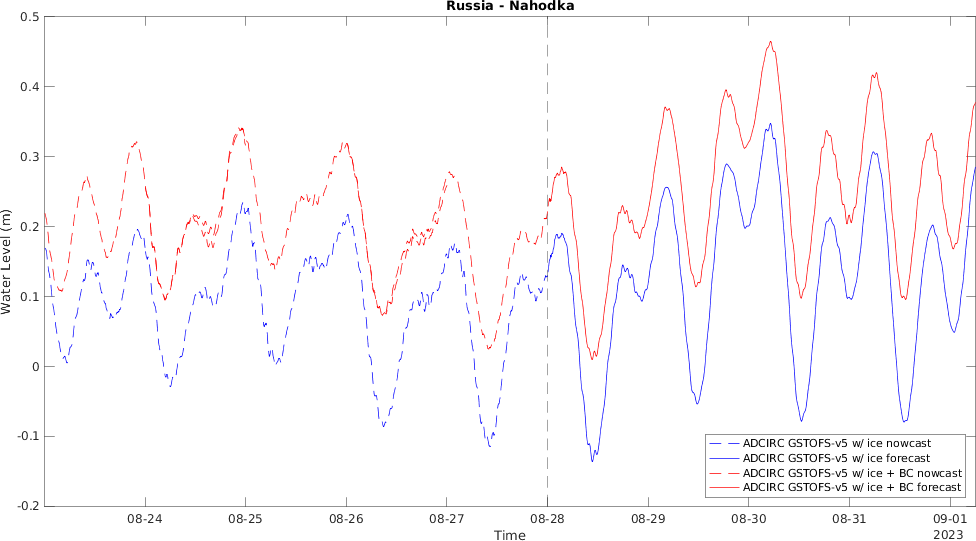 Russia - Nahodka
0.5
0.4
0.3
0.2
0.1
0
-0.1
-0.2
Water Level (m)
ADCIRC GSTOFS-v5 w/ ice nowcast
ADCIRC GSTOFS-v5 w/ ice forecast
ADCIRC GSTOFS-v5 w/ ice + BC nowcast
ADCIRC GSTOFS-v5 w/ ice + BC forecast
08-24 08-25 08-26 08-27 08-28 08-29 08-30 08-31 09-01
Time 2023